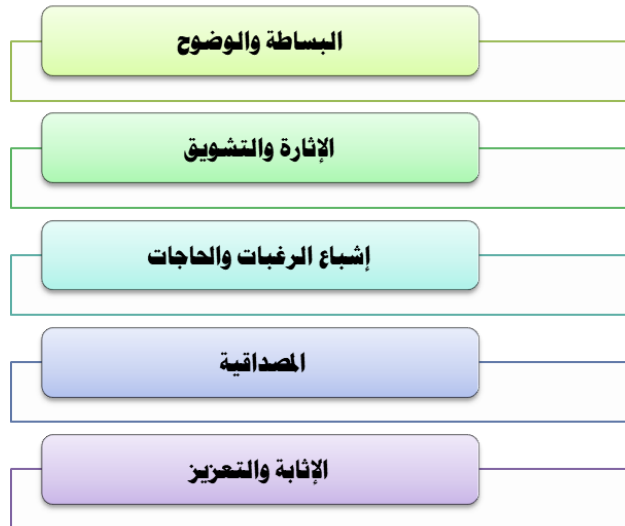 البساطة والوضوح
الإثارة والتشويق
إشباع الرغبات والحاجات
المصداقية
الإثابة والتعزيز